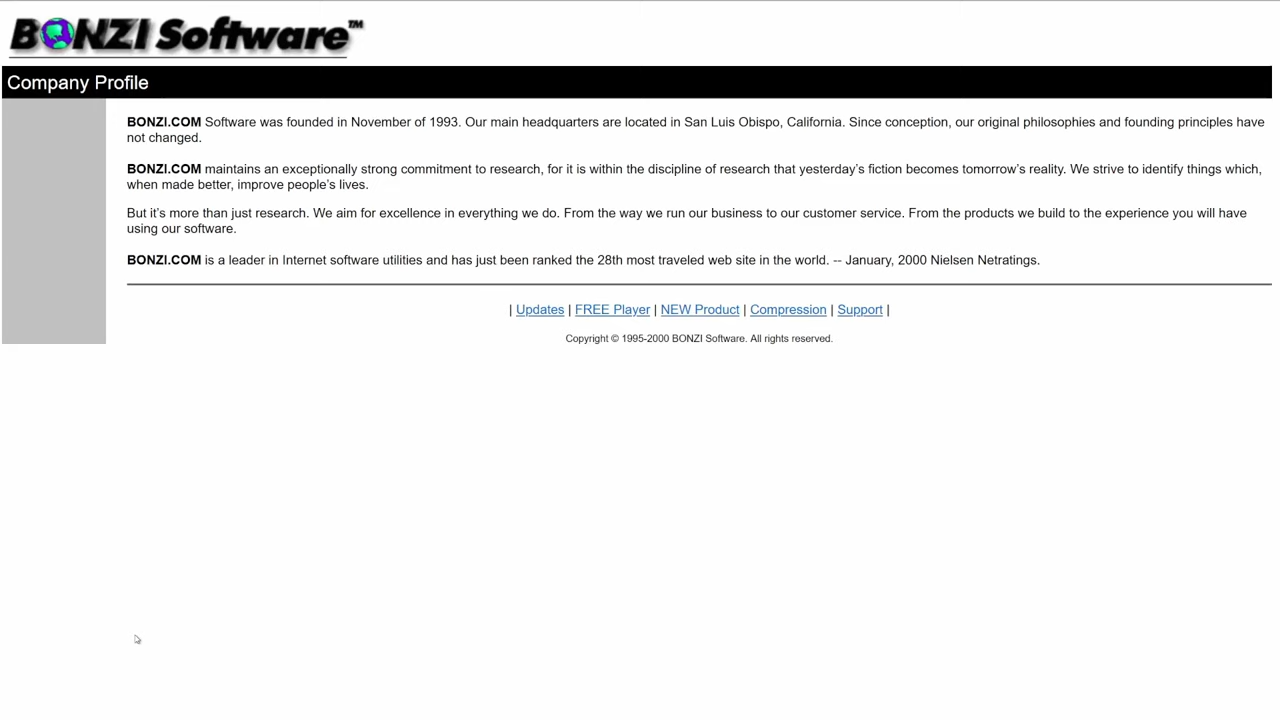 BONZI Software™
Company Profile
BONZI.COM Software was founded in November of 1993. Our main headquarters are located in San Luis Obispo, California. Since conception, our original philosophies and founding principles have
not changed.
BONZI.COM maintains an exceptionally strong commitment to research, for it is within the discipline of research that yesterday's fiction becomes tomorrow's reality. We strive to identify things which,
when made better, improve people's lives.
But it's more than just research. We aim for excellence in everything we do. From the way we run our business to our customer service. From the products we build to the experience you will have
using our software.
BONZI.COM is a leader in Internet software utilities and has just been ranked the 28th most traveled web site in the world. -- January, 2000 Nielsen Netratings.
| Updates | FREE Player | NEW Product | Compression | Support |
Copyright © 1995-2000 BONZI Software. All rights reserved.